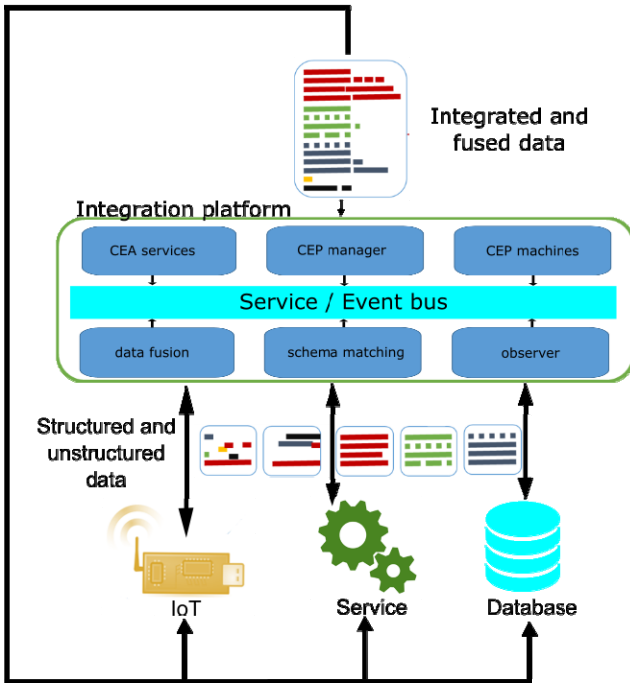 Integrated and
fused data
Integration platform
CEA services
CEP manager
CEP machines
Service / Event bus
data fusion
schema matching
observer
Structured and
unstructured
data
IoT
Service
Database